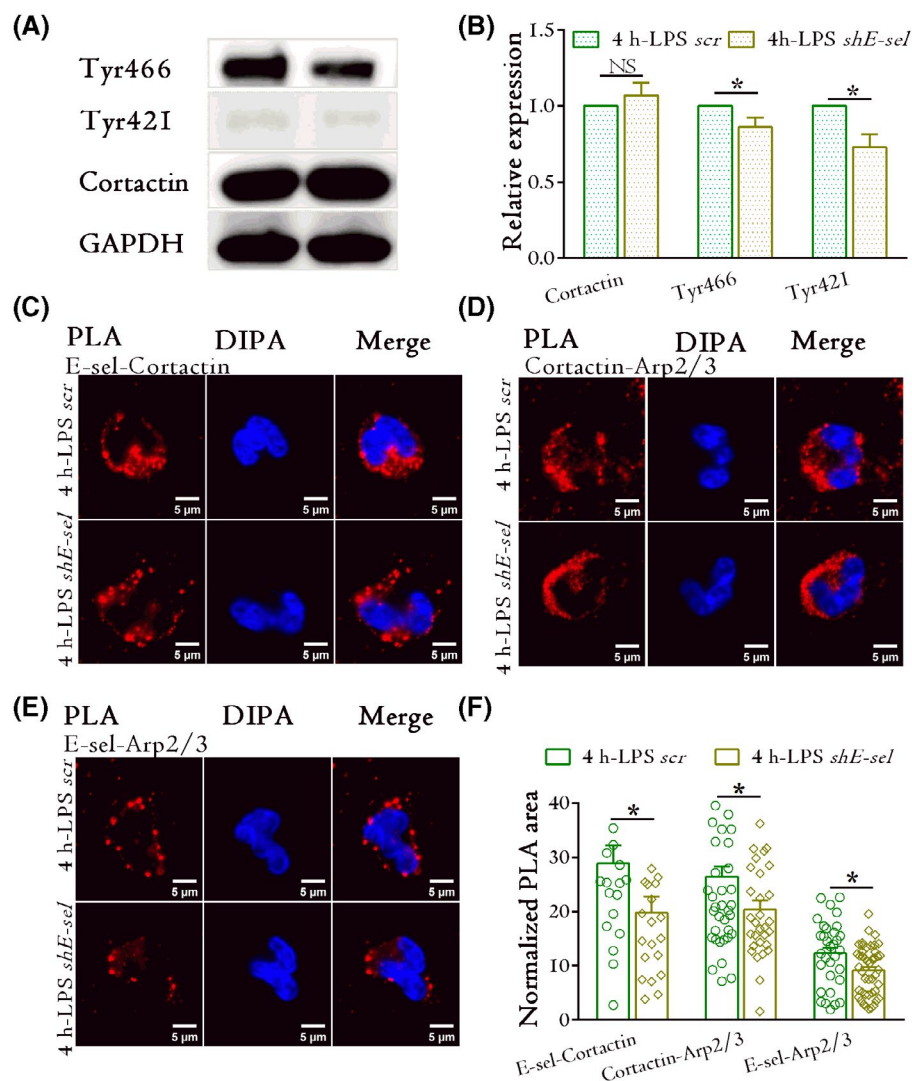 (A)
Tyr466
Tyr42I
Cortactin
GAPDH
(B)
4 h-LPS scr 4h-LPS shE-sel
Relative expression
1.5
1.0
0.5
0.0
NS
*
*
Cortactin
Tyr466
Tyr42I
(C)
PLA DIPA Merge
E-sel-Cortactin
4 h-LPS scr
5 µm 5 µm 5 µm
4 h-LPS shE-sel
5 µm 5 µm 5 µm
(D)
PLA DIPA Merge
Cortactin-Arp2/3
4 h-LPS scr
5 µm 5 µm 5 µm
4 h-LPS shE-sel
5 µm 5 µm 5 µm
(E)
PLA DIPA Merge
E-sel-Arp2/3
4 h-LPS scr
5 µm 5 µm 5 µm
4 h-LPS shE-sel
5 µm 5 µm 5 µm
(F)
4 h-LPS scr 4 h-LPS shE-sel
Normalized PLA area
40
30
20
10
0
*
*
*
E-sel-Cortactin
Cortactin-Arp2/3
E-sel-Arp2/3